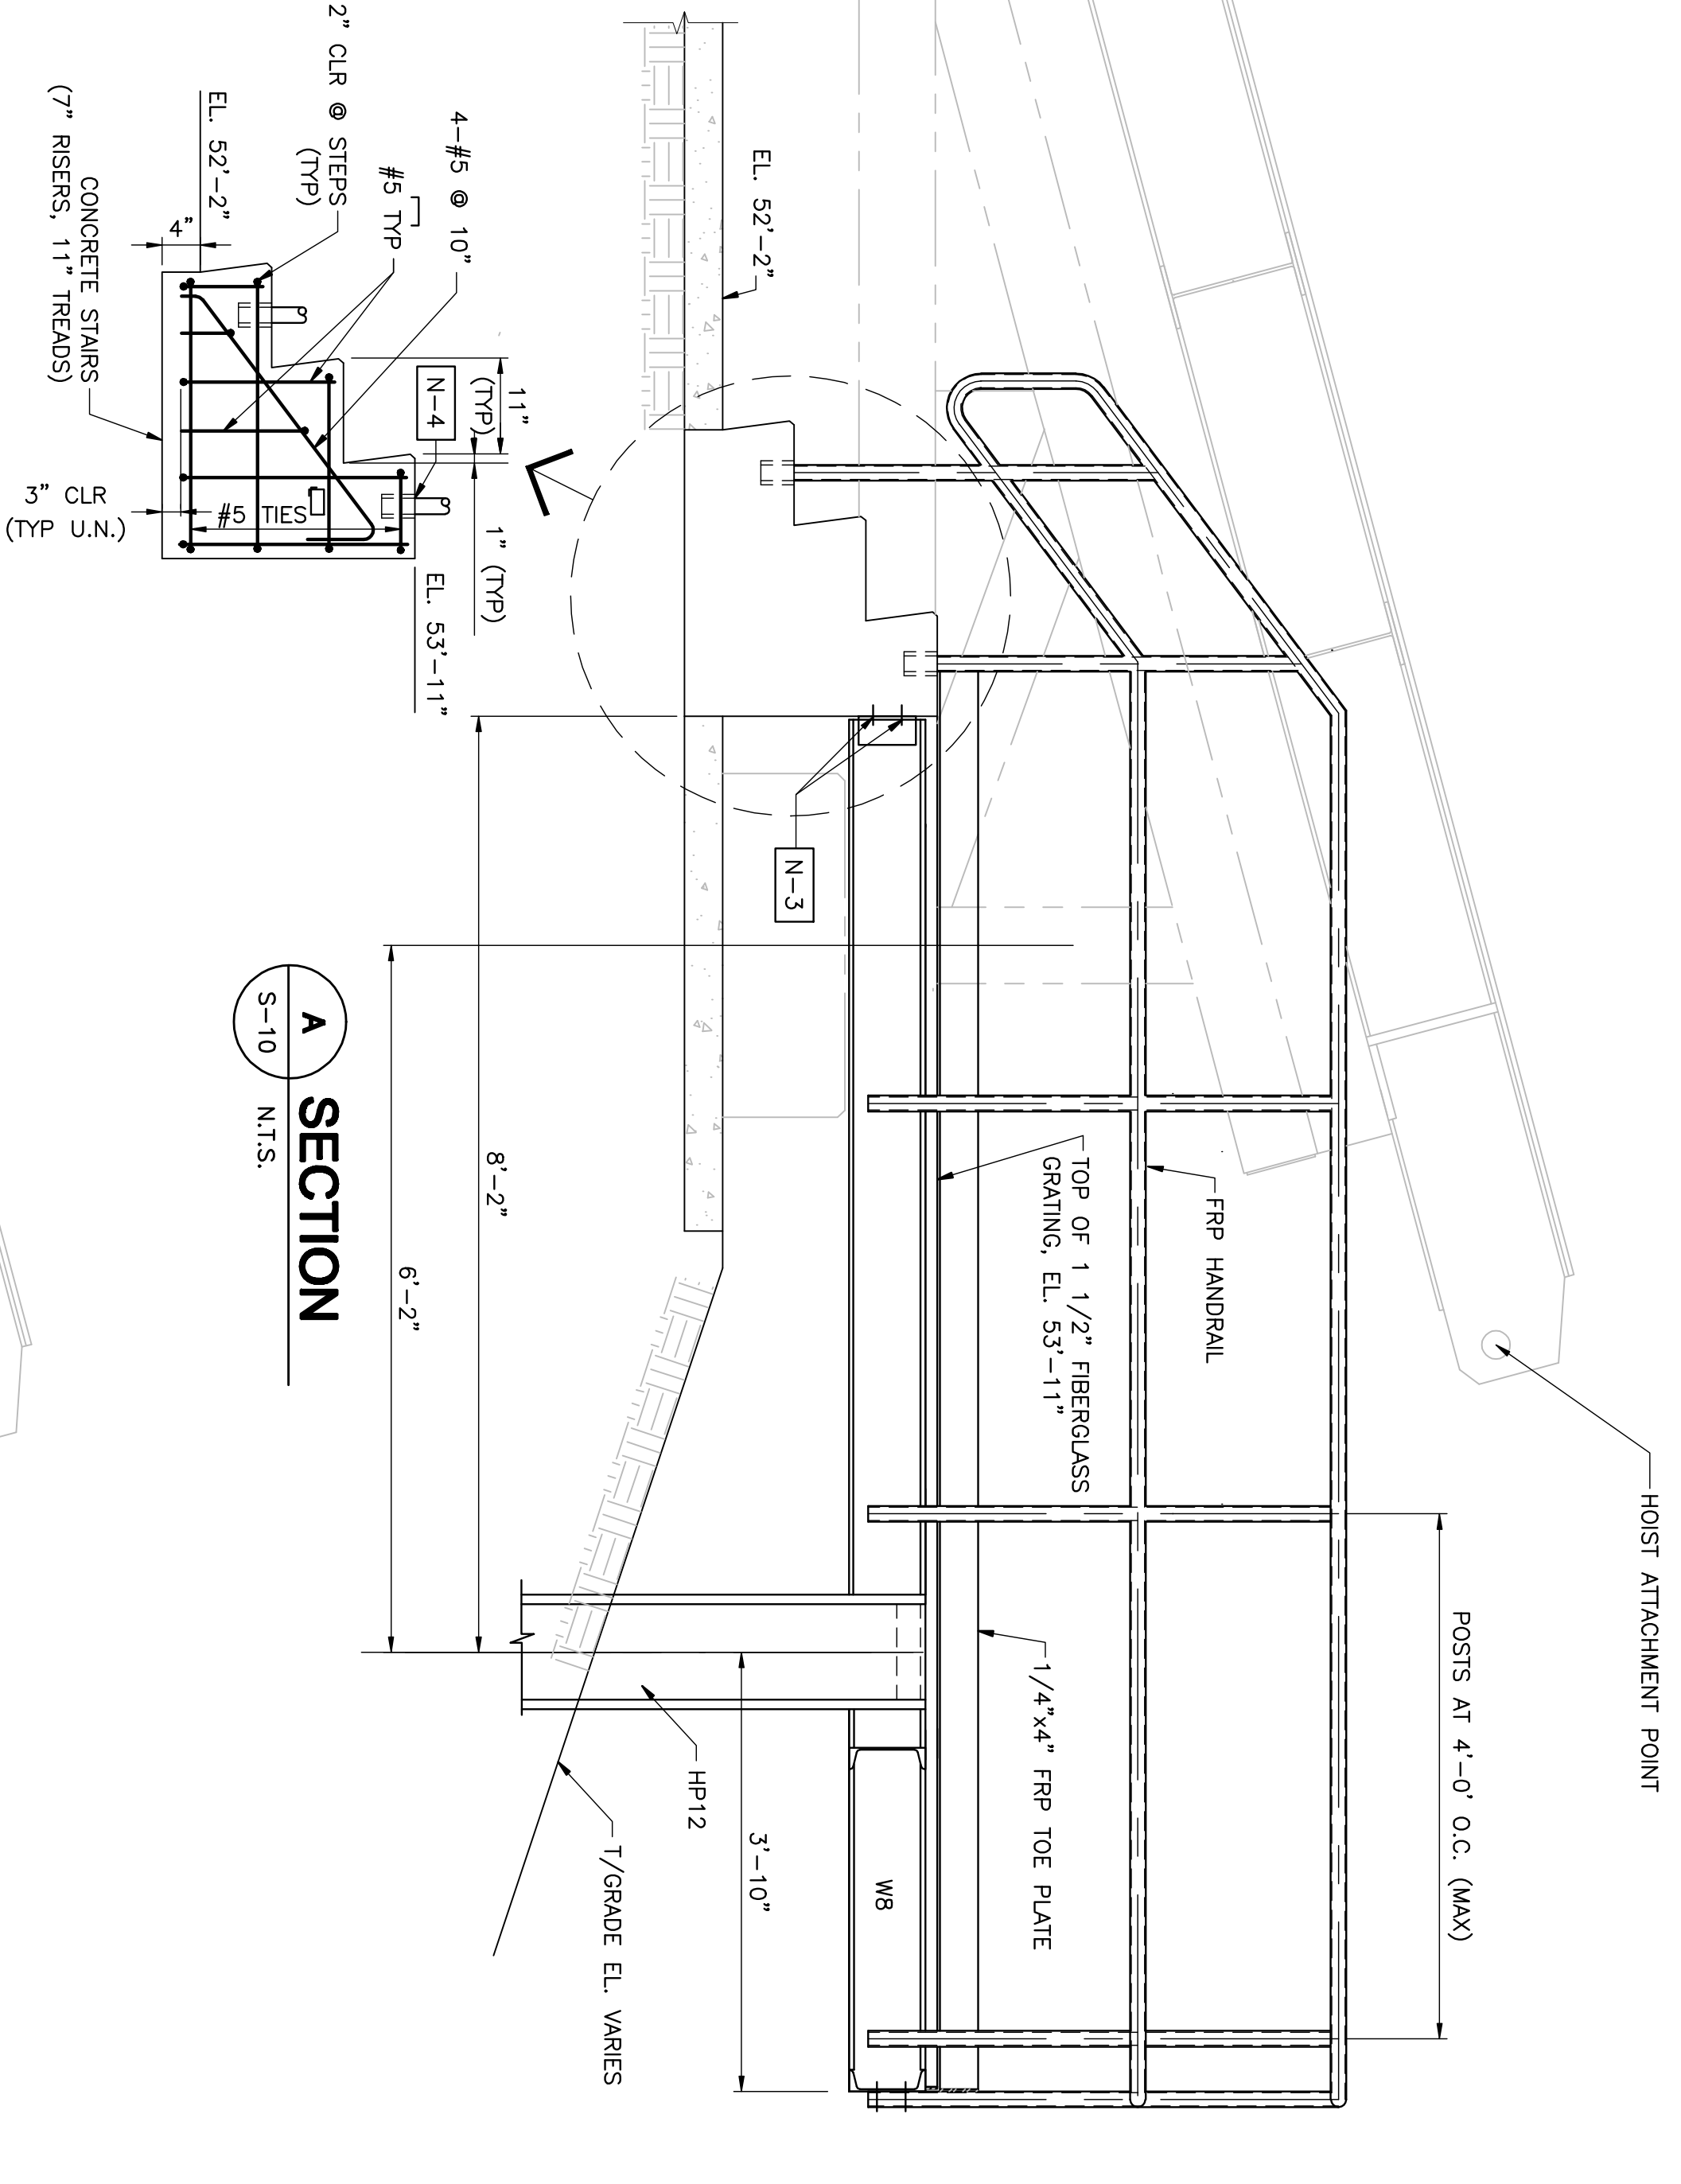 HOIST ATTACHMENT POINT
POSTS AT 4'-0' O.C. (MAX)
FRP HANDRAIL
TOP OF 1 1/2" FIBERGLASS
GRATING, EL. 53'-11"
1/4"x4" FRP TOE PLATE
W8
EL. 52'-2"
N-3
3'-10"
HP12
T/GRADE EL. VARIES
8'-2"
6'-2"
11"
(TYP)
1" (TYP)
4-#5 @ 10"
N-4
EL. 53'-11"
#5 TYP
2" CLR @ STEPS
(TYP)
#5 TIES
EL. 52'-2"
4"
CONCRETE STAIRS
(7" RISERS, 11" TREADS)
3" CLR
(TYP U.N.)
A
S-10
SECTION
N.T.S.